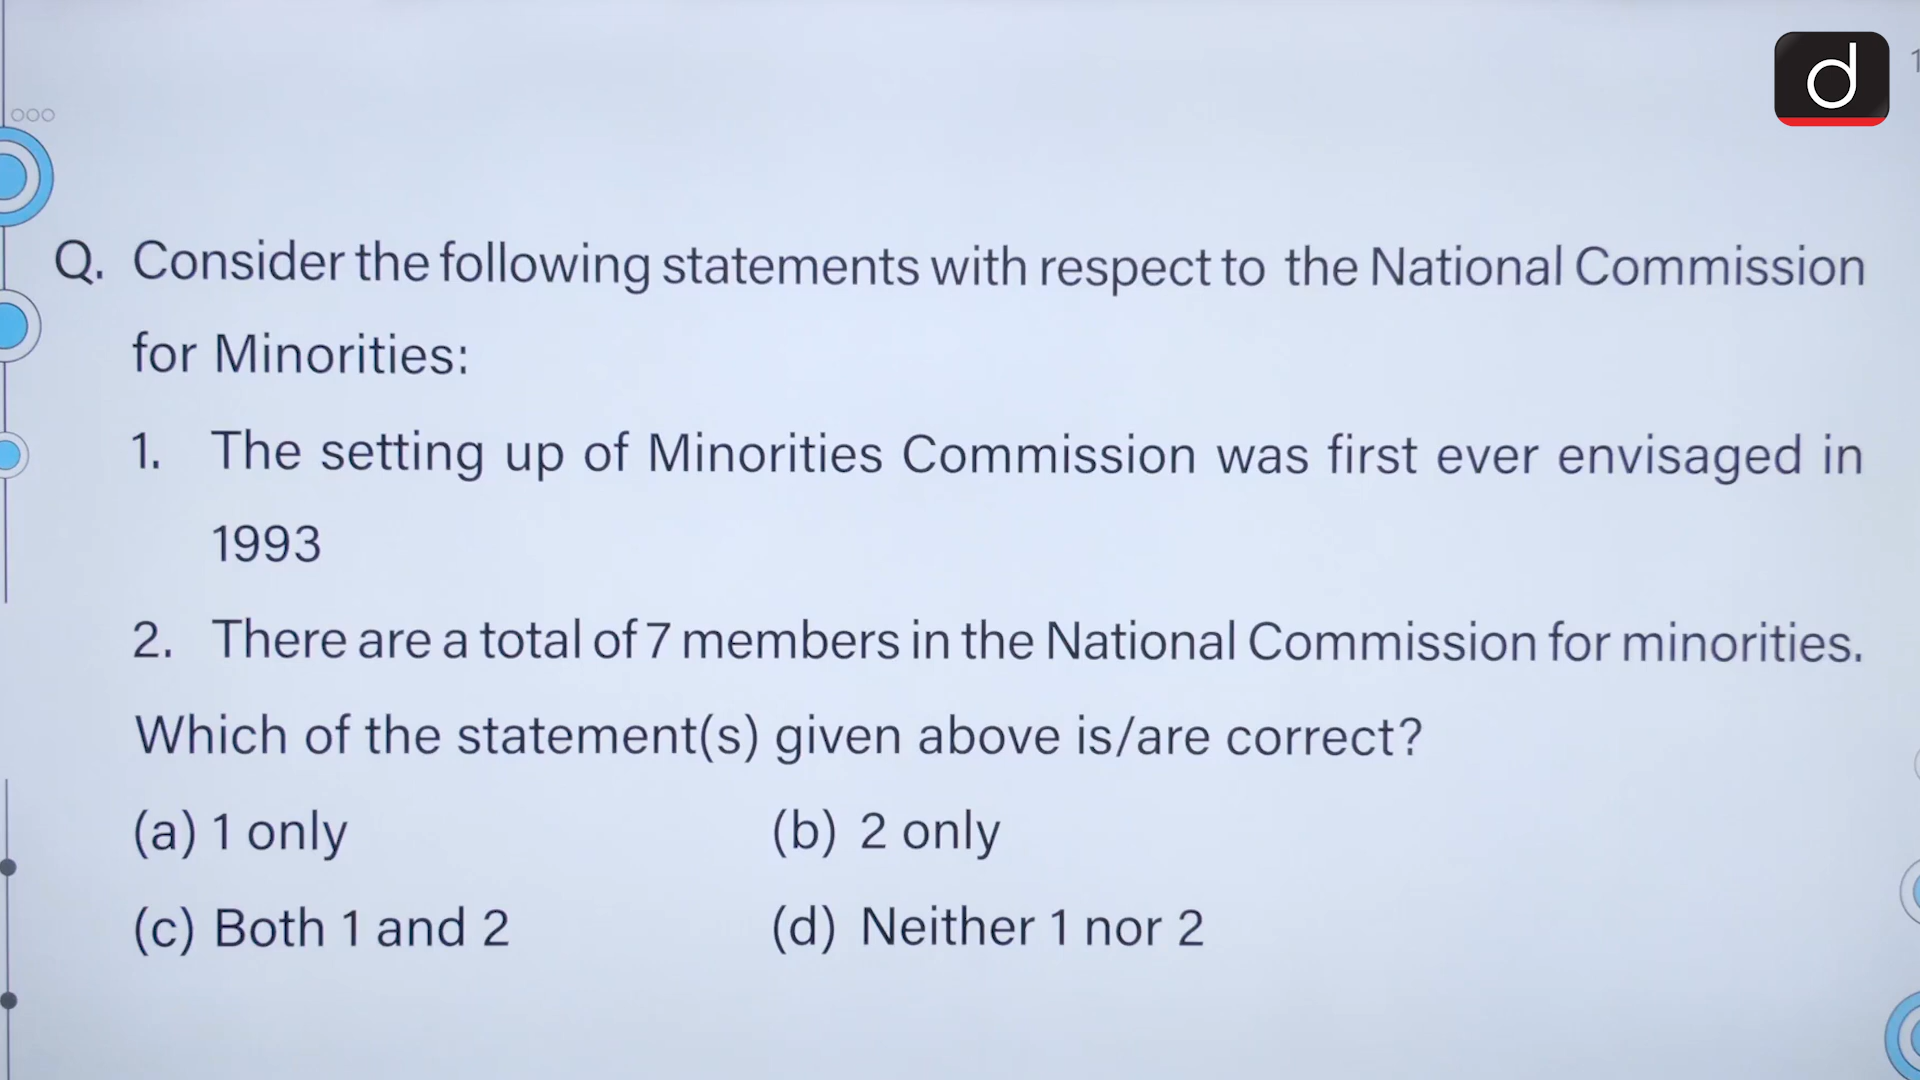 d
1
Q. Consider the following statements with respect to the National Commission
for Minorities:
1. The setting up of Minorities Commission was first ever envisaged in
1993
2. There are a total of 7 members in the National Commission for minorities.
Which of the statement(s) given above is/are correct?
(a) 1 only (b) 2 only
(c) Both 1 and 2 (d) Neither 1 nor 2